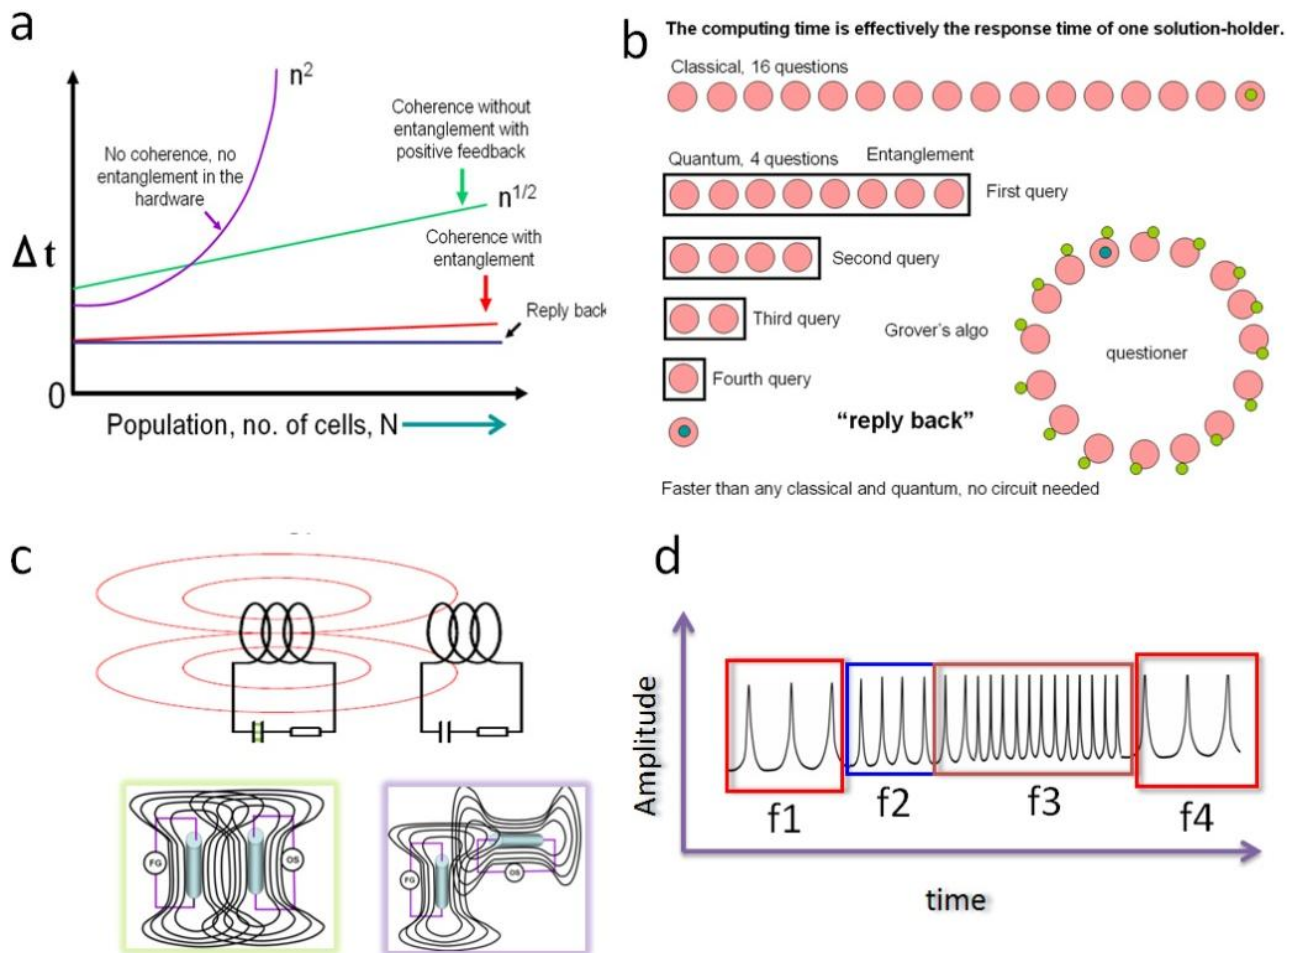 a
n²
Coherence without
entanglement with
positive feedback
No coherence, no
entanglement in the
hardware
n^1/2
Δt
Coherence with
entanglement
Reply back
0
Population, no. of cells, N
b
The computing time is effectively the response time of one solution-holder.
Classical, 16 questions
Quantum, 4 questions Entanglement
First query
Second query
Third query
Grover's algo
questioner
Fourth query
"reply back"
Faster than any classical and quantum, no circuit needed
c
FG
OS
FG
OS
d
Amplitude
f1
f2
f3
f4
time